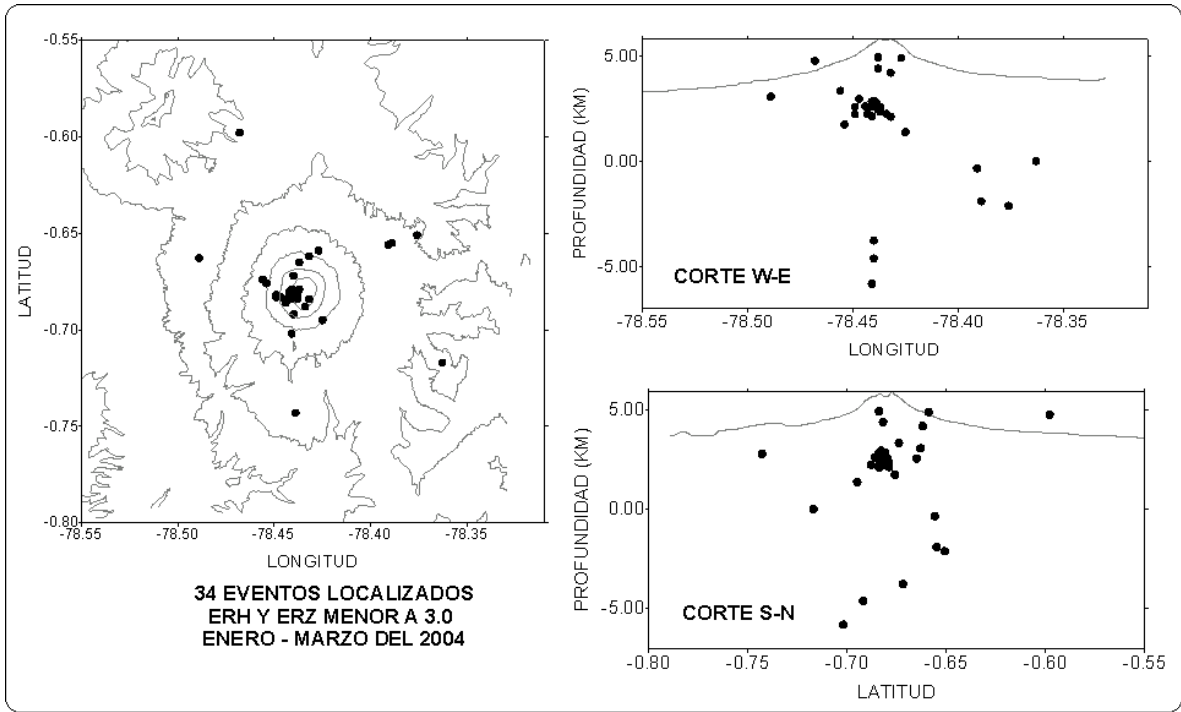 -0.55
-0.60
-0.65
-0.70
-0.75
-0.80
LATITUD
-78.55 -78.50 -78.45 -78.40 -78.35
LONGITUD
34 EVENTOS LOCALIZADOS
ERH Y ERZ MENOR A 3.0
ENERO - MARZO DEL 2004
PROFUNDIDAD (KM)
5.00
0.00
-5.00
CORTE W-E
-78.55 -78.50 -78.45 -78.40 -78.35
LONGITUD
PROFUNDIDAD (KM)
5.00
0.00
-5.00
CORTE S-N
-0.80 -0.75 -0.70 -0.65 -0.60 -0.55
LATITUD